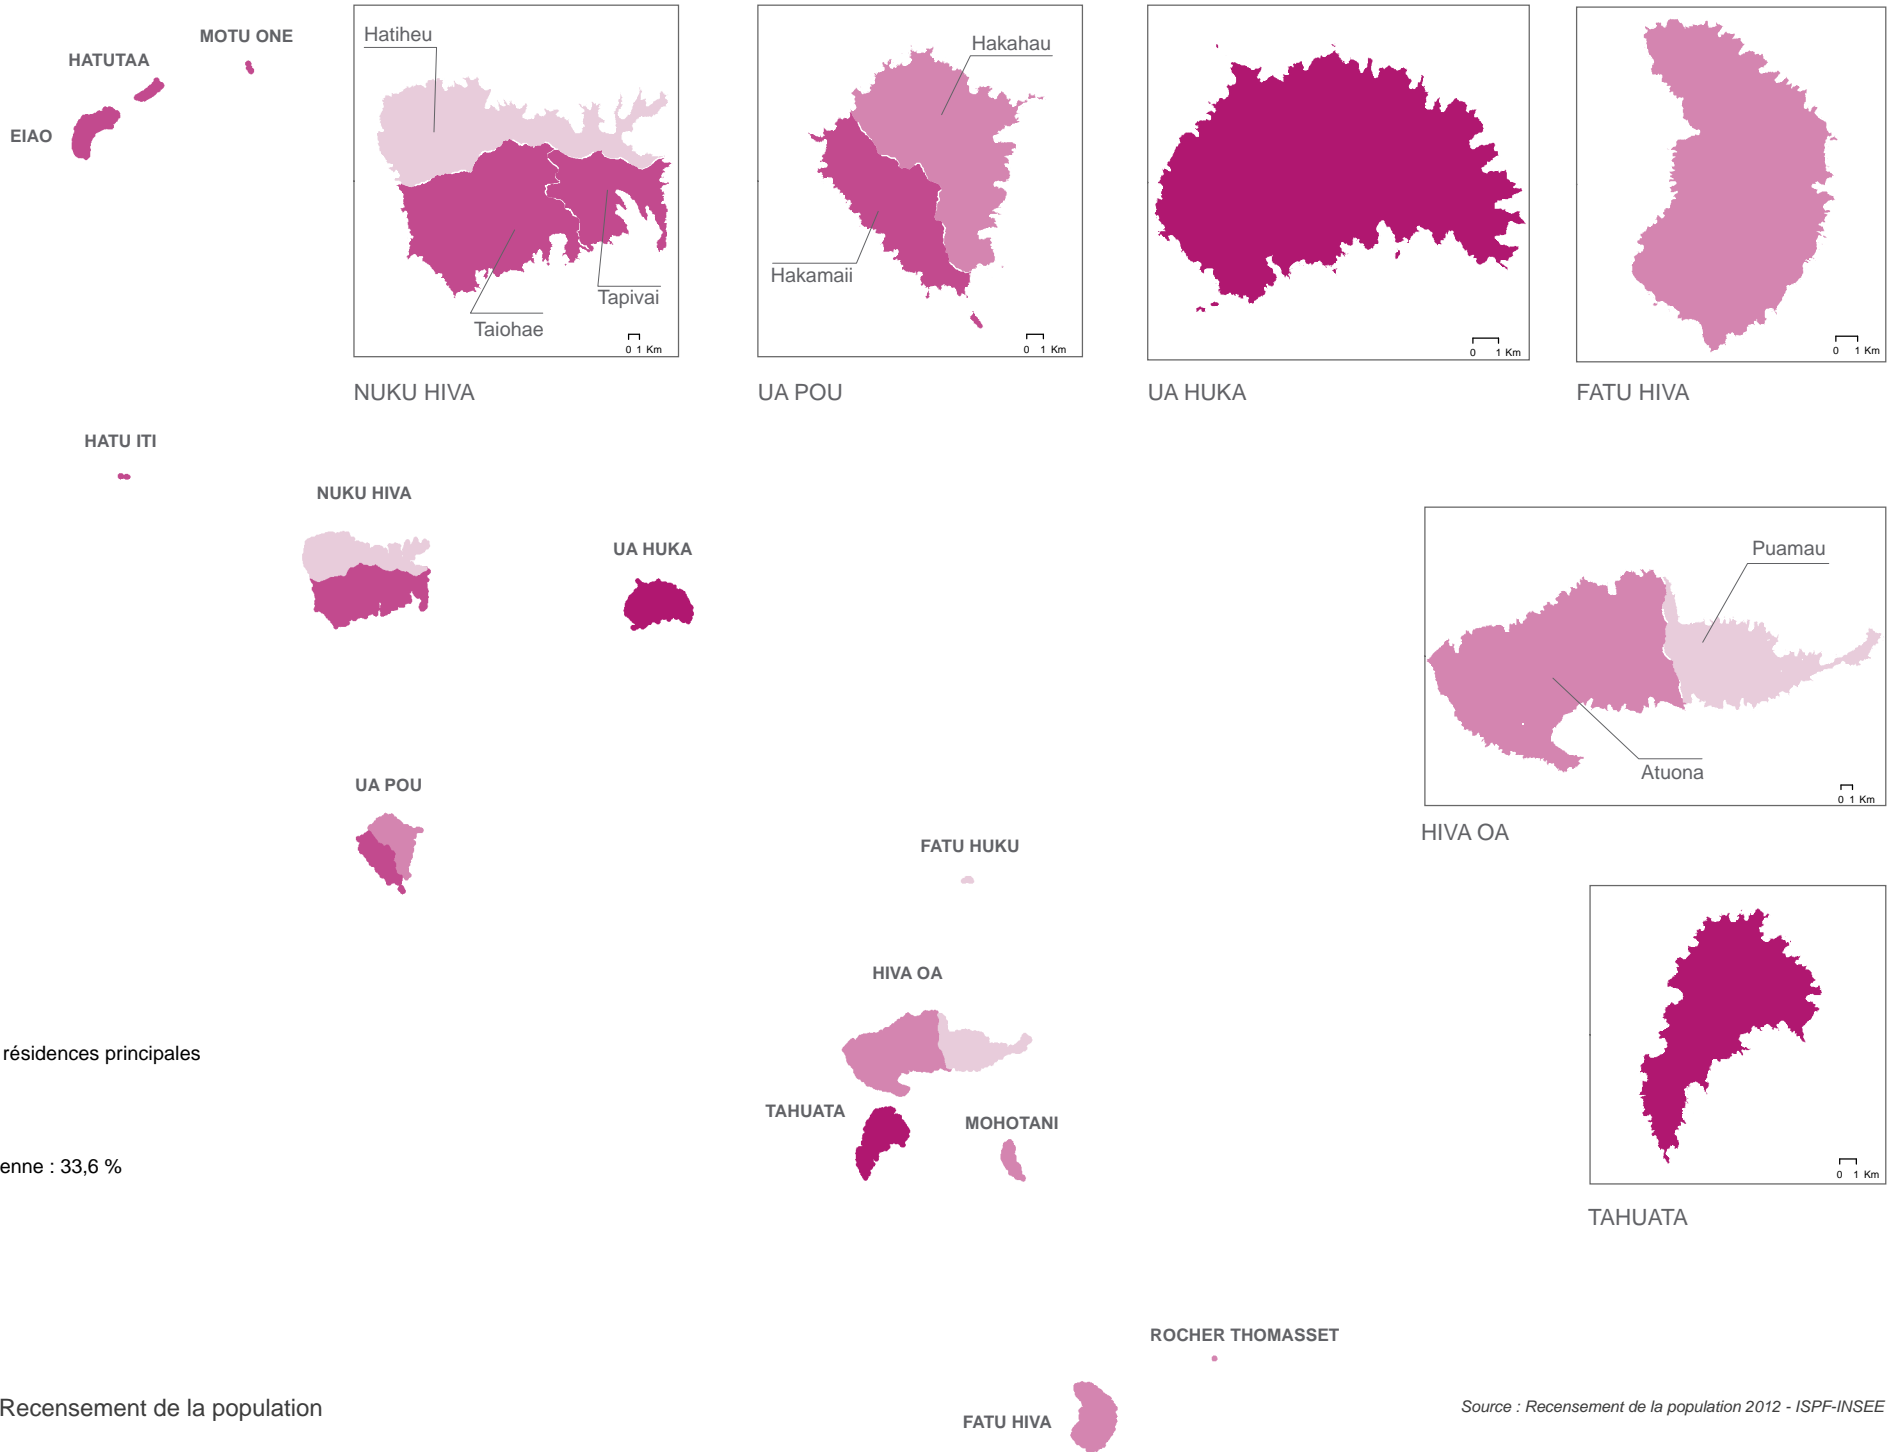 MOTU ONE
HATUTAA
EIAO
Hatiheu
Tapivai
Taiohae
0 1 Km
NUKU HIVA
Hakahau
Hakamaii
0 1 Km
UA POU
0 1 Km
UA HUKA
0 1 Km
FATU HIVA
HATU ITI
NUKU HIVA
UA HUKA
Puamau
Atuona
0 1 Km
HIVA OA
UA POU
FATU HUKU
HIVA OA
résidences principales
TAHUATA
MOHOTANI
enne : 33,6 %
0 1 Km
TAHUATA
ROCHER THOMASSET
FATU HIVA
Recensement de la population
Source : Recensement de la population 2012 - ISPF-INSEE